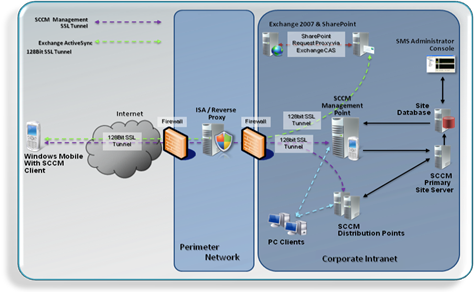 SCCM Management
SSL Tunnel
Exchange ActiveSync
128Bit SSL Tunnel
Exchange 2007 & SharePoint
SharePoint
Request Proxy via
Exchange CAS
SMS Administrator
Console
Internet
Firewall
ISA / Reverse
Proxy
Firewall
128Bit SSL
Tunnel
SCCM
Management
Point
Site
Database
128Bit SSL
Tunnel
128Bit SSL
Tunnel
Windows Mobile
With SCCM
Client
SCCM
Primary
Site Server
PC Clients
SCCM
Distribution Points
Perimeter
Network
Corporate Intranet